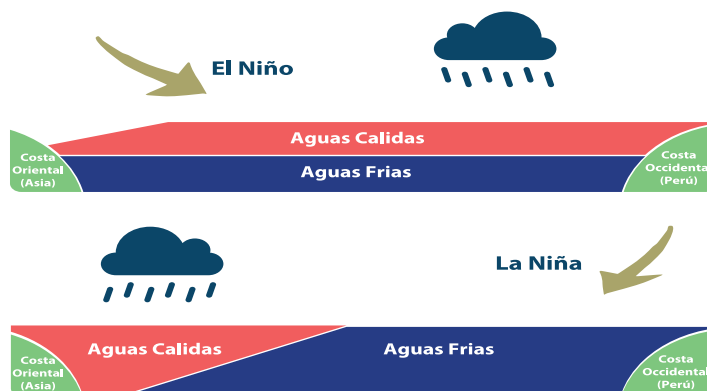 El Niño
Aguas Calidas
Aguas Frias
Costa
Oriental
(Asia)
Costa
Occidental
(Perú)
La Niña
Aguas Calidas
Aguas Frias
Costa
Oriental
(Asia)
Costa
Occidental
(Perú)